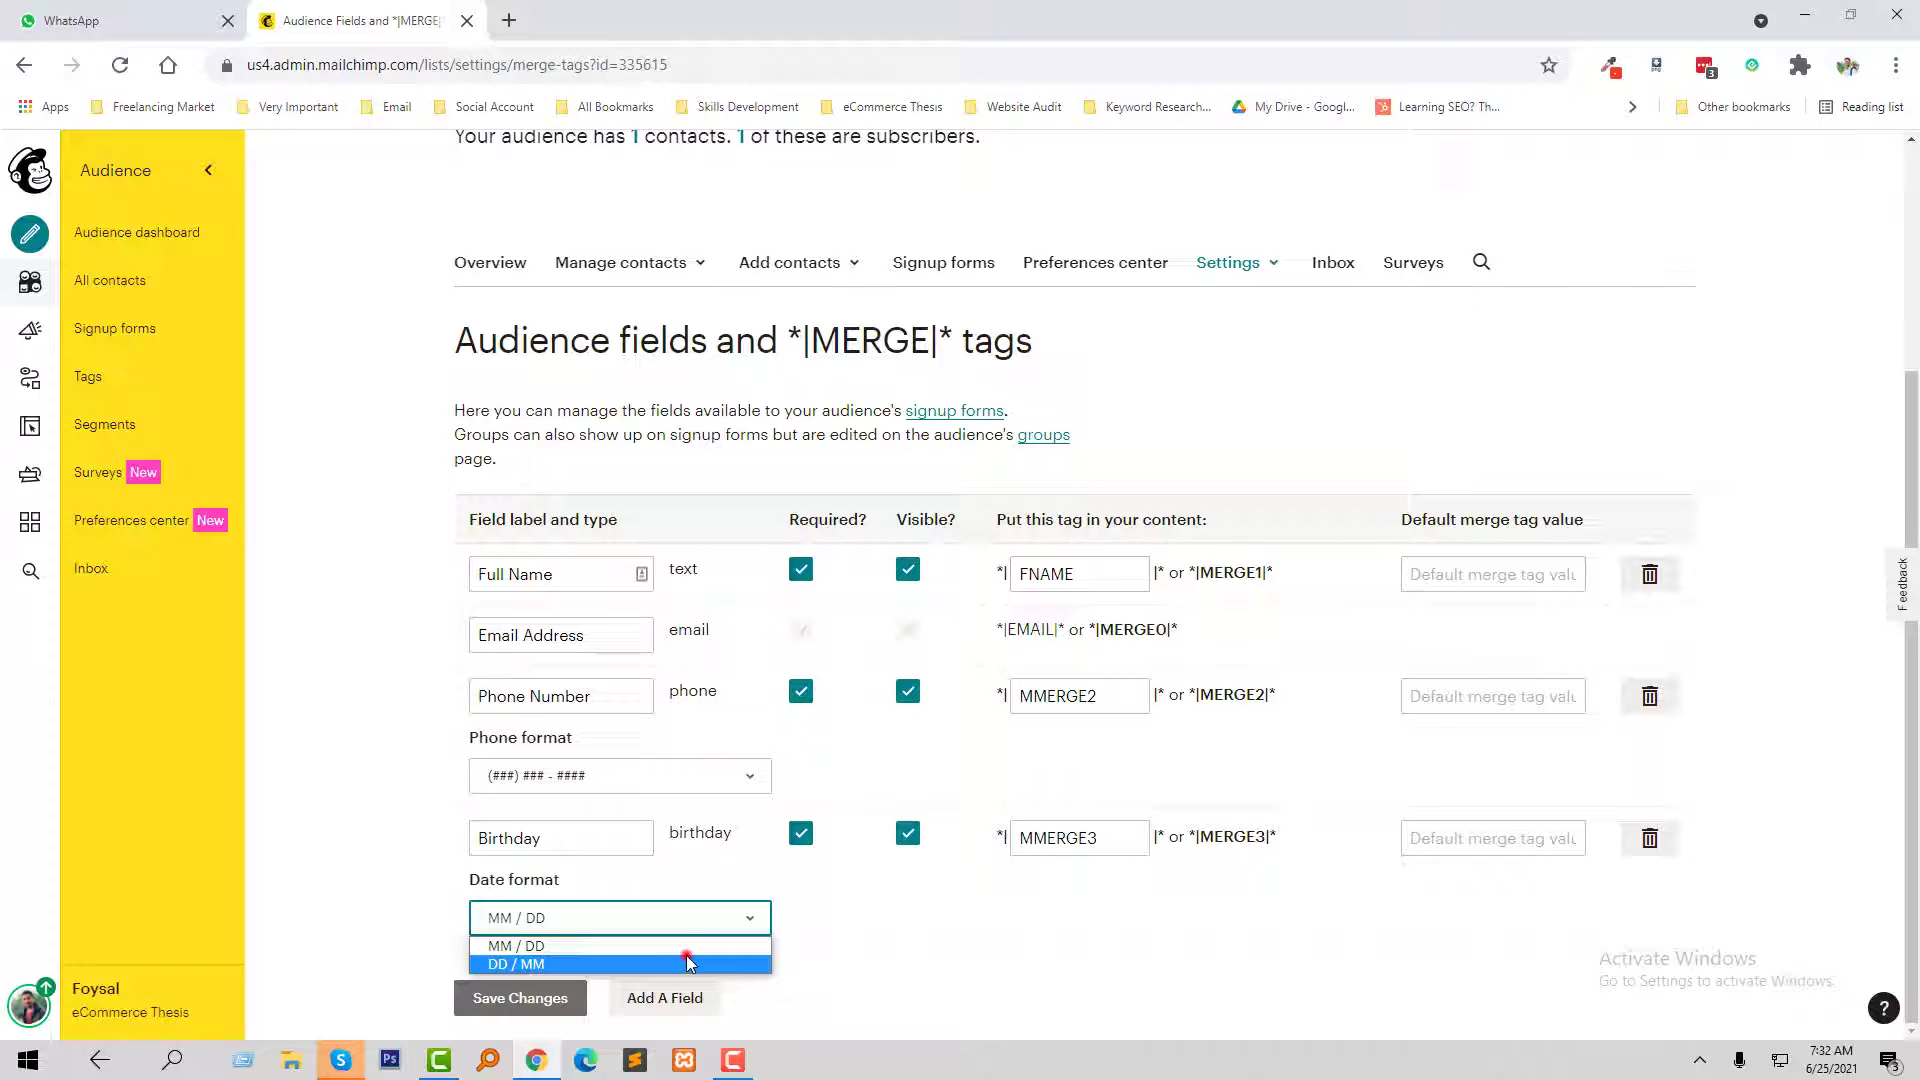 WhatsApp
Audience Fields and *|MERGE|
us4.admin.mailchimp.com/lists/settings/merge-tags?id=335615
3
Apps
Freelancing Market
Very Important
Email
Social Account
All Bookmarks
Skills Development
eCommerce Thesis
Website Audit
Keyword Research...
My Drive - Googl...
Learning SEO? Th...
Other bookmarks
Reading list
Your audience has 1 contacts. 1 of these are subscribers.
Audience
Audience dashboard
All contacts
Signup forms
Tags
Segments
Surveys New
Preferences center New
Inbox
Foysal
eCommerce Thesis
Overview
Manage contacts
Add contacts
Signup forms
Preferences center
Settings
Inbox
Surveys
Audience fields and *|MERGE|* tags
Here you can manage the fields available to your audience's signup forms.
Groups can also show up on signup forms but are edited on the audience's groups
page.
Field label and type
Required?
Visible?
Put this tag in your content:
Default merge tag value
Full Name
text
*| FNAME |* or *|MERGE1|*
Default merge tag valu
Email Address
email
*|EMAIL|* or *|MERGE0|*
Phone Number
phone
*| MMERGE2 |* or *|MERGE2|*
Default merge tag valu
Phone format
(###) ### - ####
Birthday
birthday
*| MMERGE3 |* or *|MERGE3|*
Default merge tag valu
Date format
MM / DD
MM / DD
DD / MM
Save Changes
Add A Field
Feedback
Activate Windows
Go to Settings to activate Windows.
?
Ps
7:32 AM
6/25/2021
3